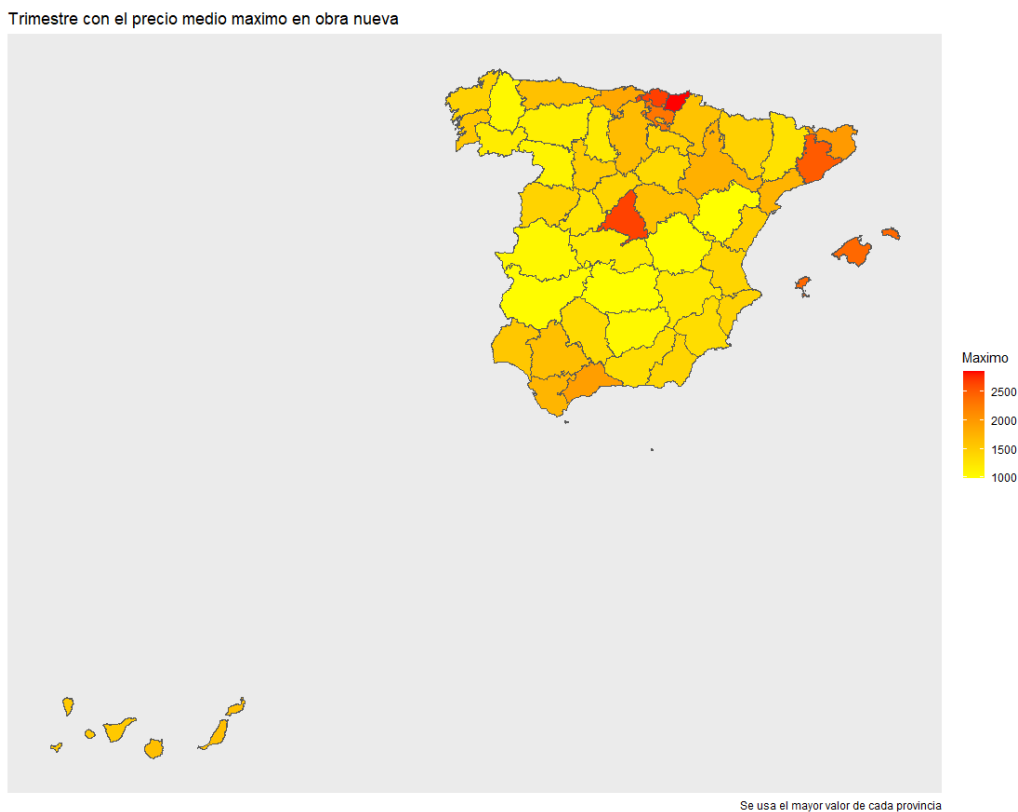 Trimestre con el precio medio maximo en obra nueva
Maximo
2500
2000
1500
1000
Se usa el mayor valor de cada provincia